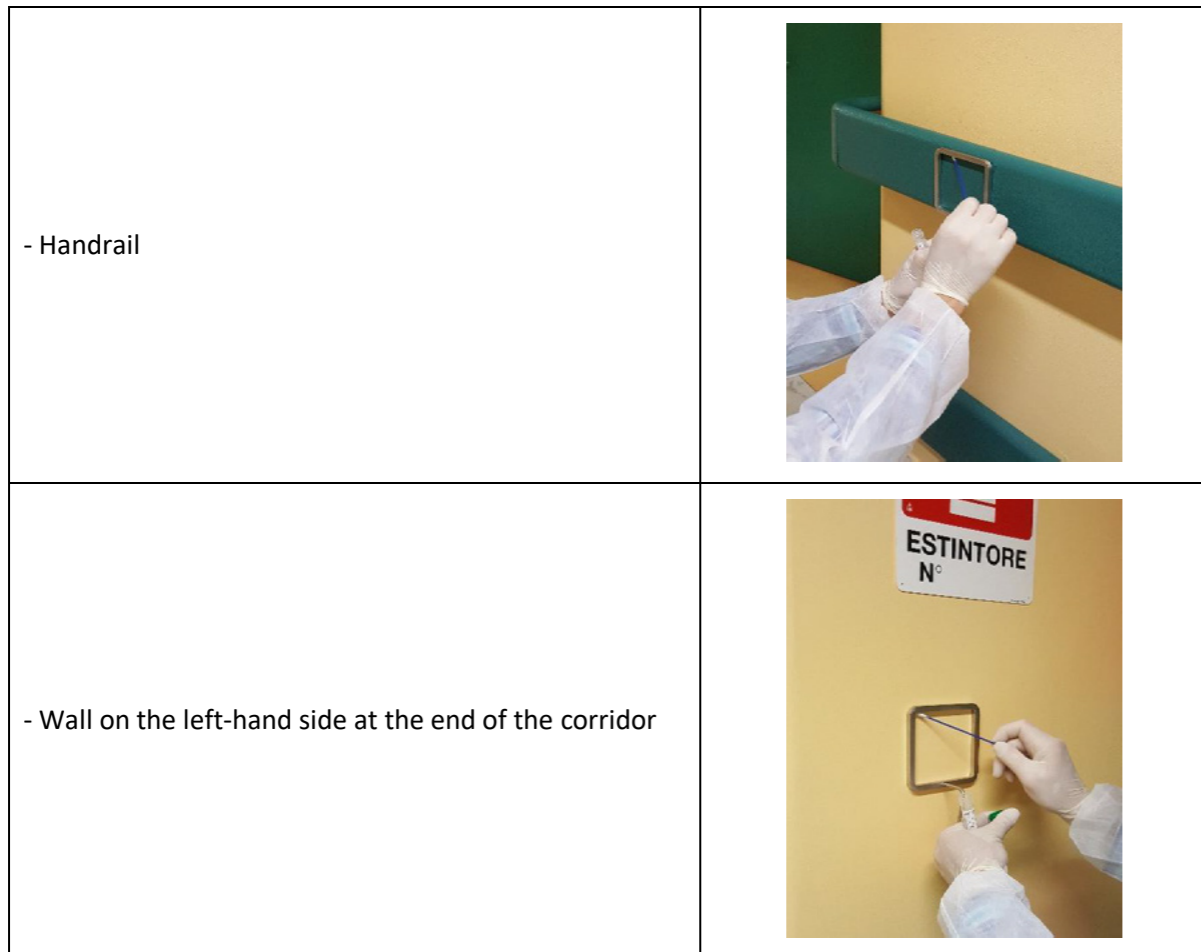 - Handrail
ESTINTORE
N°
- Wall on the left-hand side at the end of the corridor